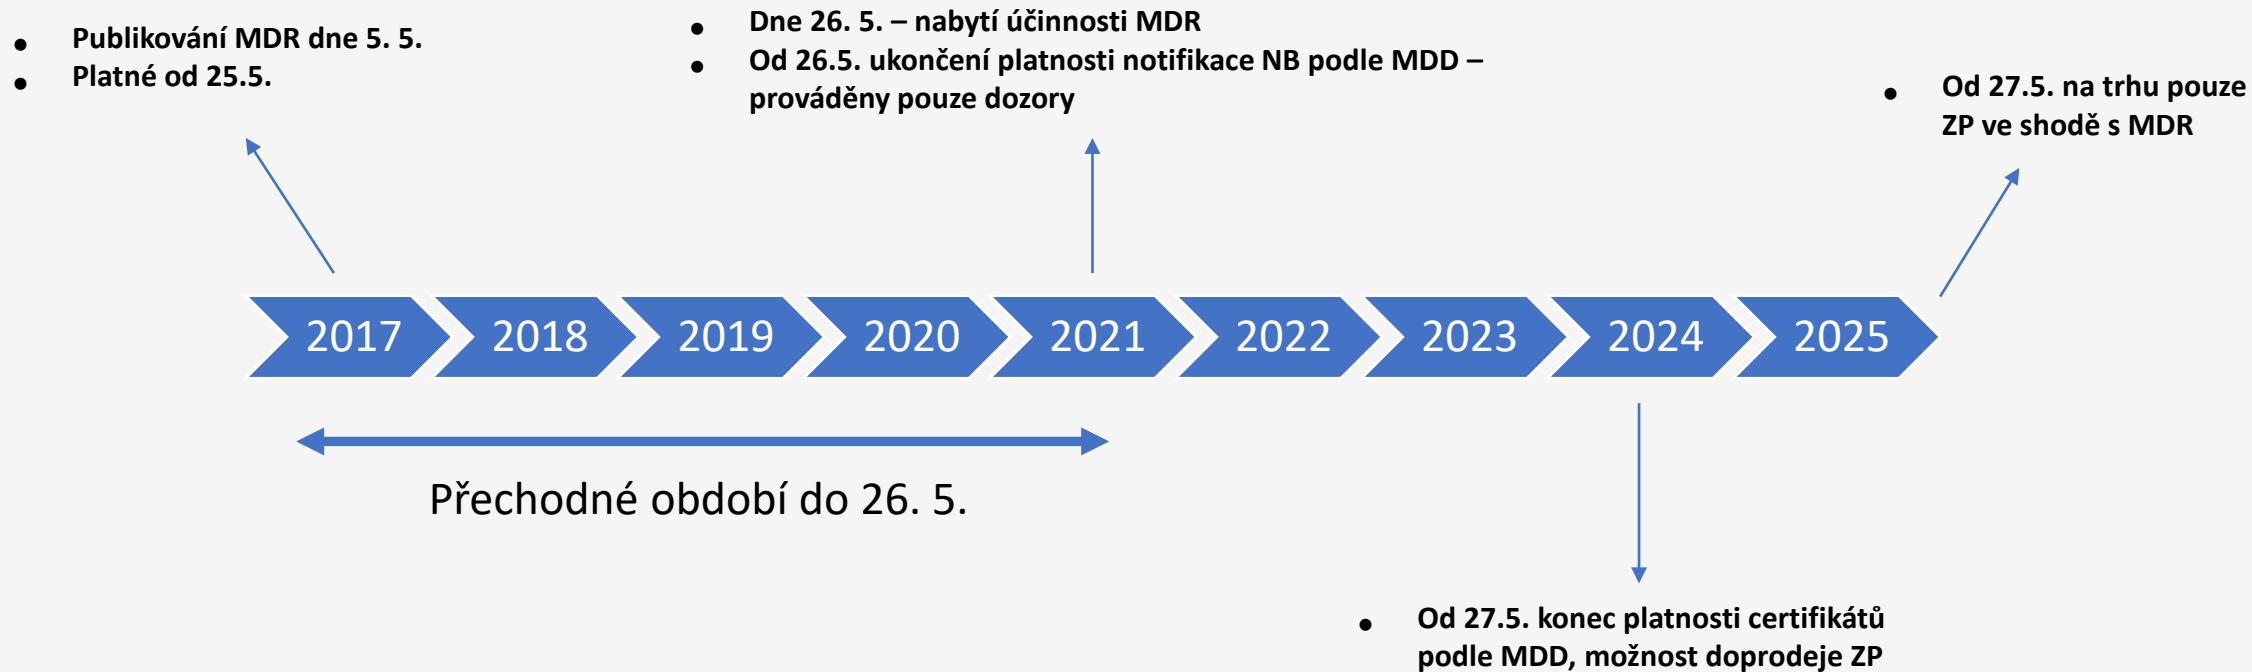 • Publikování MDR dne 5. 5.
• Platné od 25.5.
• Dne 26. 5. – nabytí účinnosti MDR
• Od 26.5. ukončení platnosti notifikace NB podle MDD –
prováděny pouze dozory
• Od 27.5. na trhu pouze
ZP ve shodě s MDR
2017 2018 2019 2020 2021 2022 2023 2024 2025
Přechodné období do 26. 5.
• Od 27.5. konec platnosti certifikátů
podle MDD, možnost doprodeje ZP